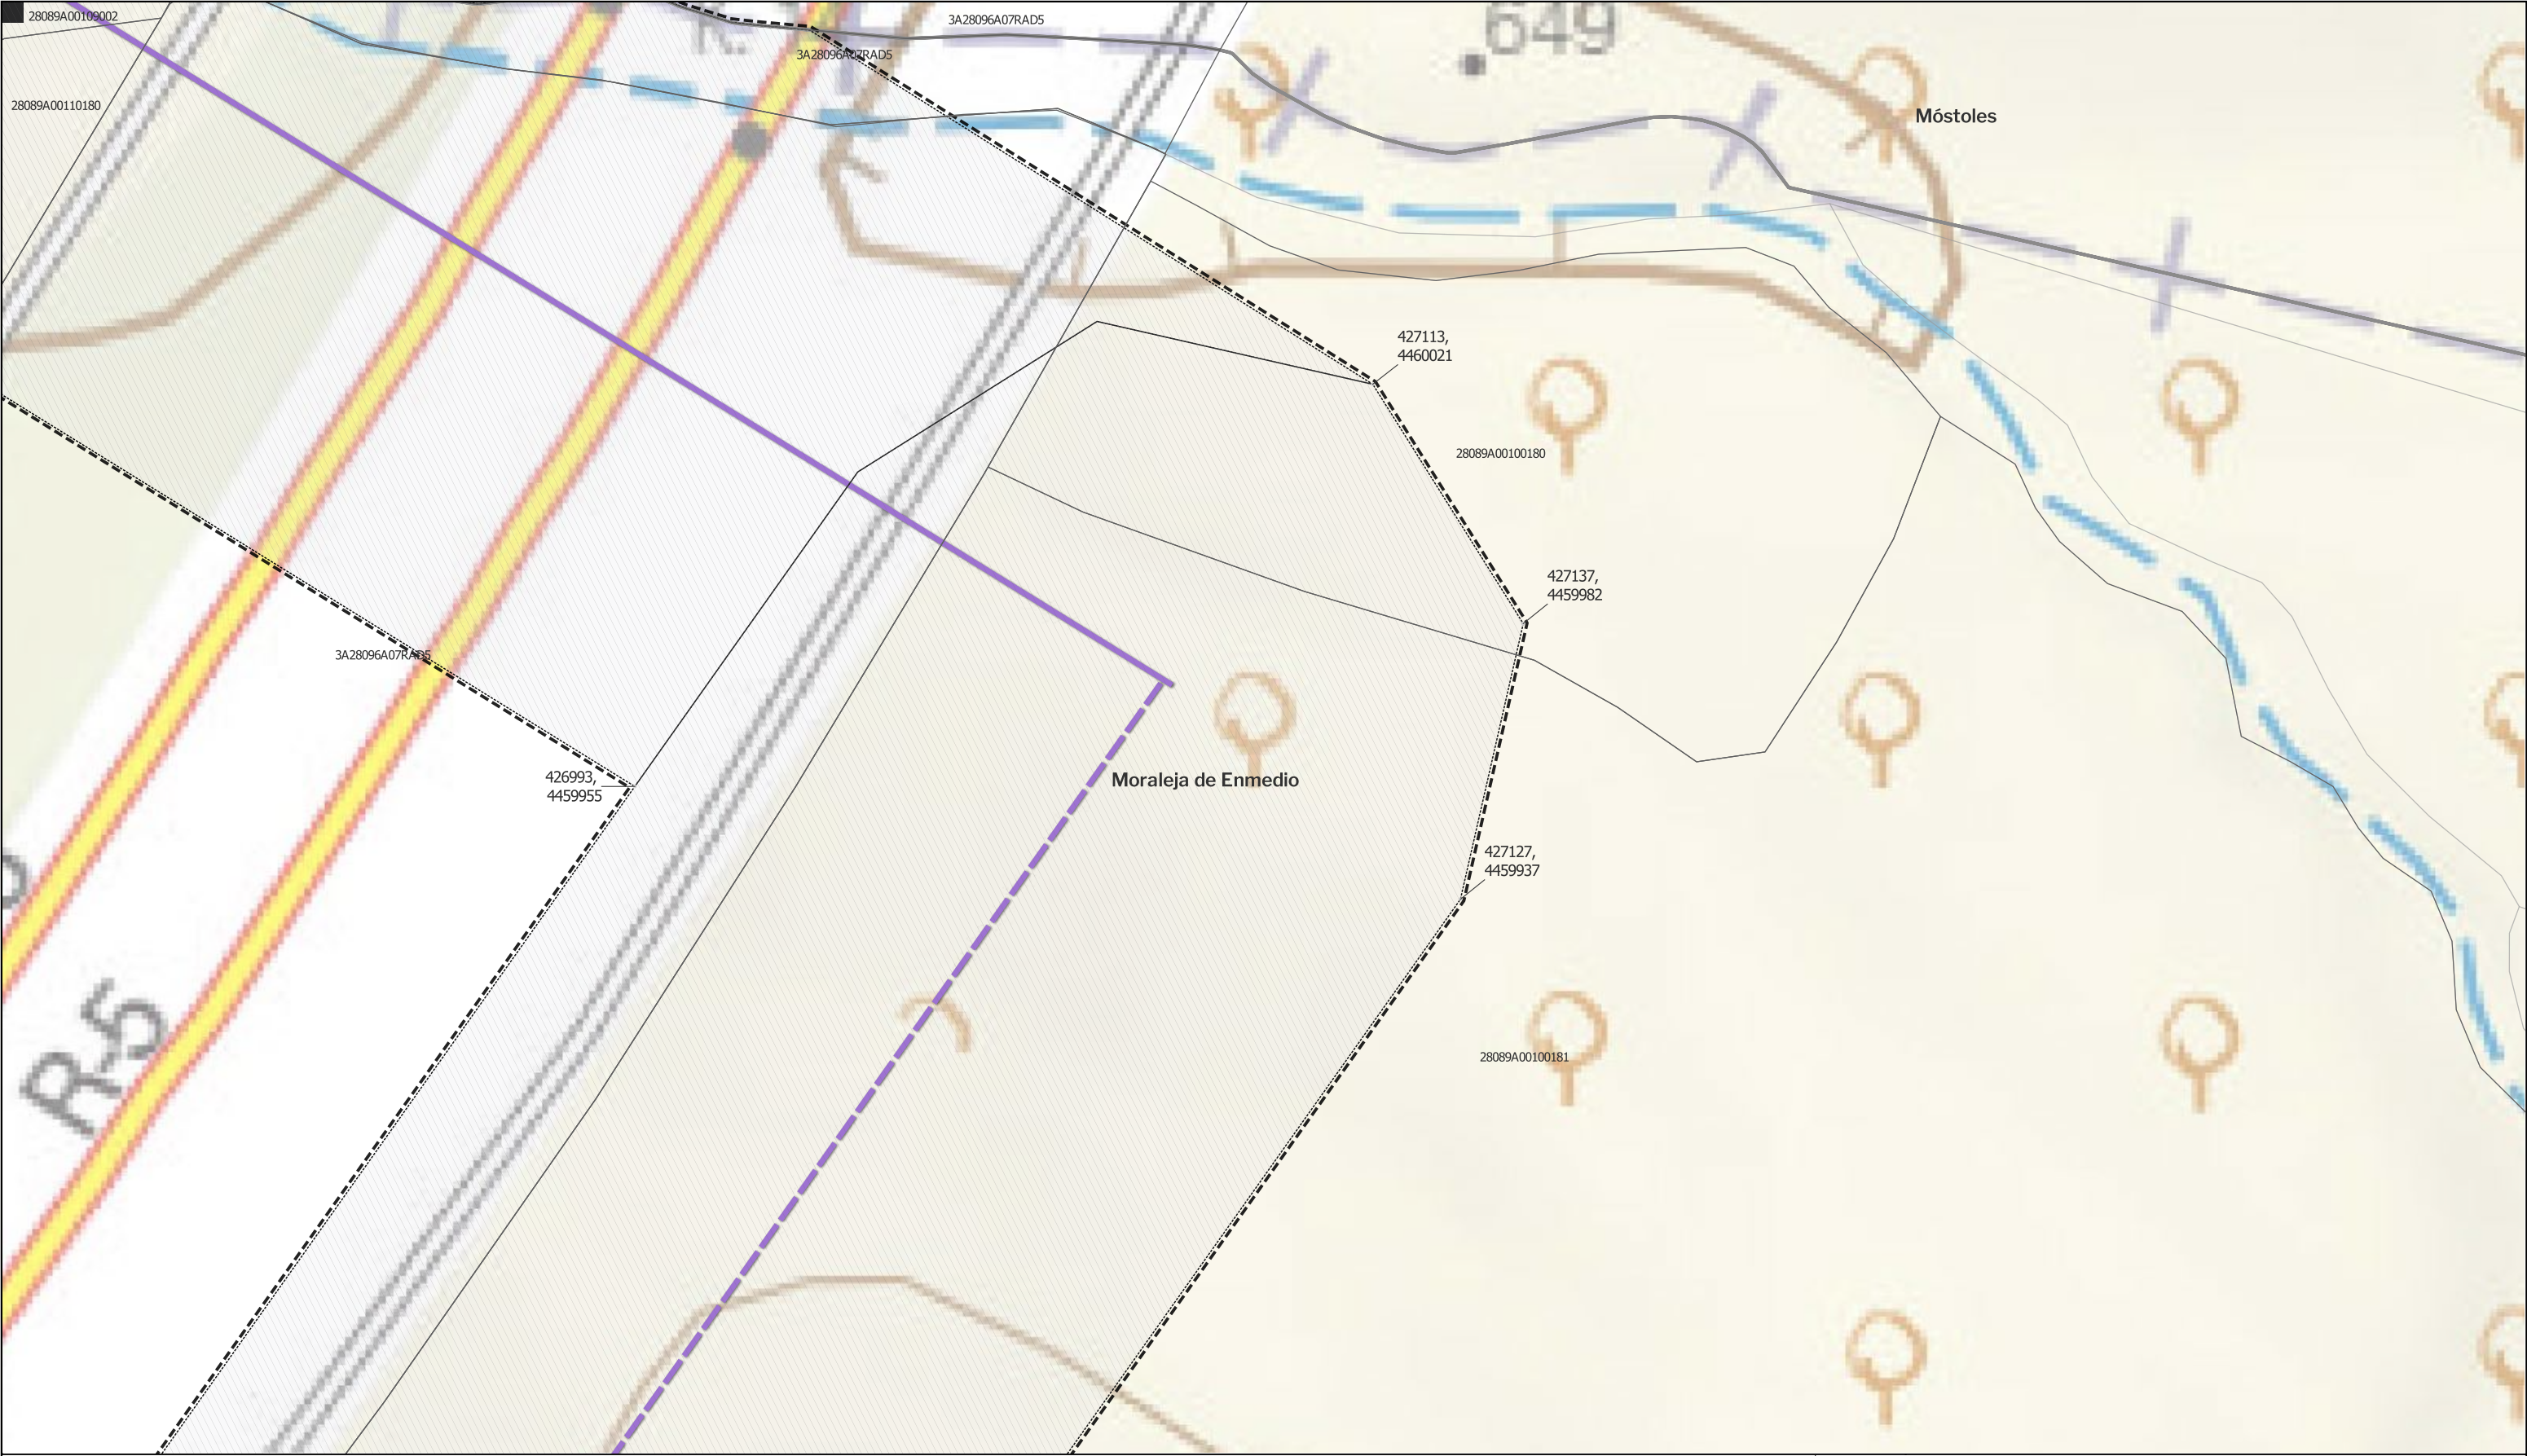 28089A00109002
3A28096A07RAD5
649
3A28096A07RAD5
28089A00110180
Móstoles
427113,
4460021
28089A00100180
427137,
4459982
3A28096A07RAD5
426993,
4459955
Moraleja de Enmedio
427127,
4459937
R-5
28089A00100181